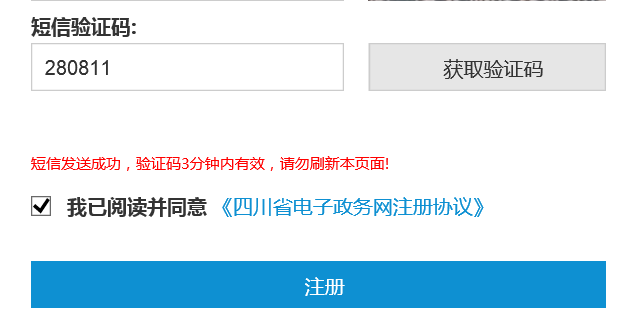 短信验证码:
280811 获取验证码
短信发送成功，验证码3分钟内有效，请勿刷新本页面!
我已阅读并同意 《四川省电子政务网注册协议》
注册